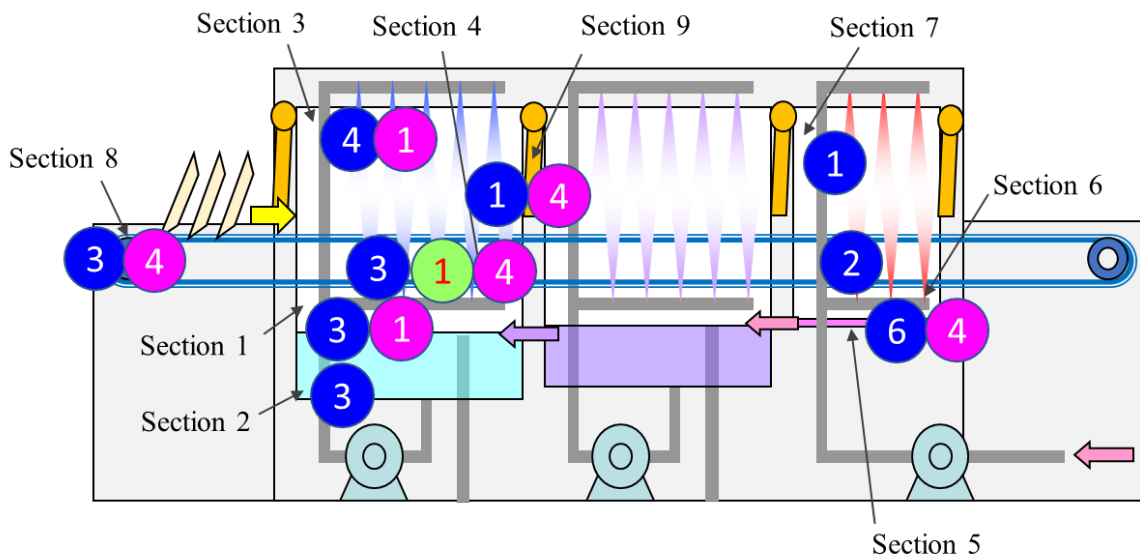 Section 3
Section 4
Section 9
Section 7
4 1
Section 8
1
1 4
Section 6
3 4
3 1 4
2
3 1
6 4
Section 1
3
Section 2
Section 5